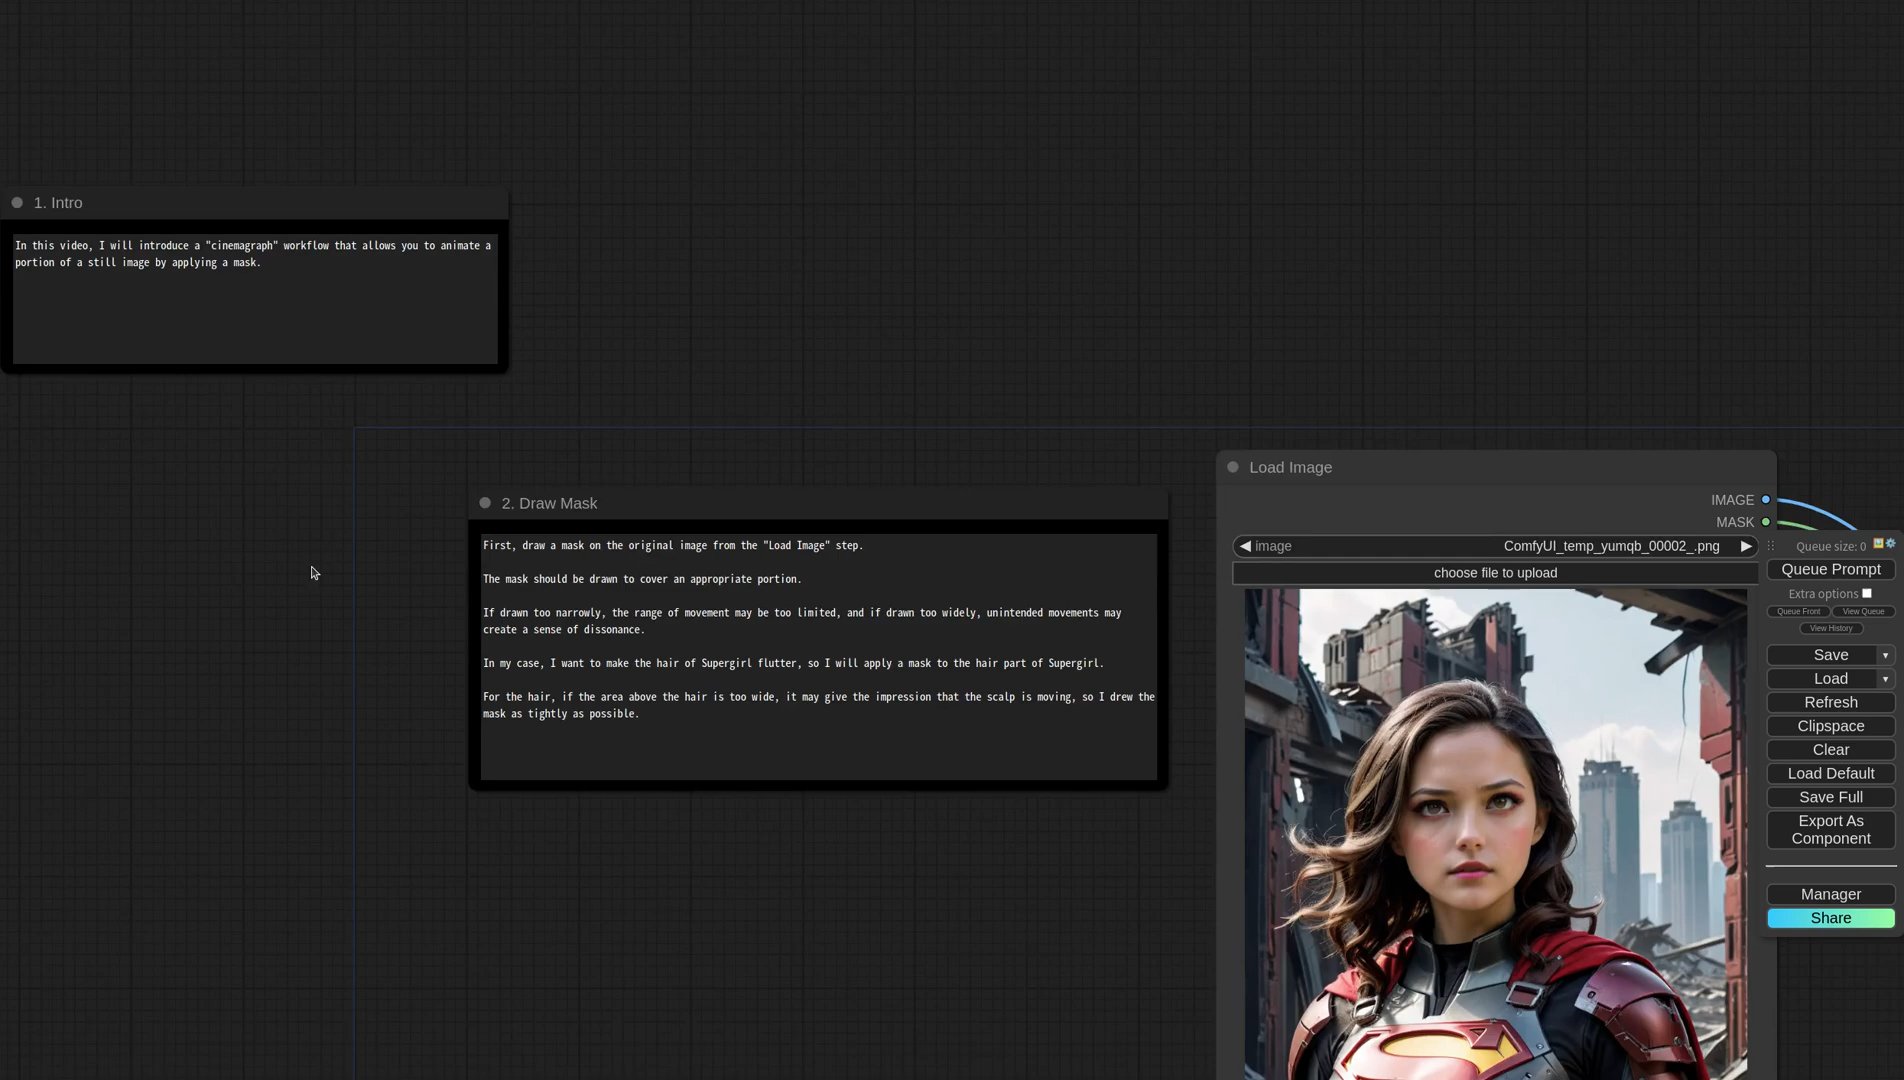 1. Intro
In this video, I will introduce a "cinemagraph" workflow that allows you to animate a
portion of a still image by applying a mask.
2. Draw Mask
First, draw a mask on the original image from the "Load Image" step.
The mask should be drawn to cover an appropriate portion.
If drawn too narrowly, the range of movement may be too limited, and if drawn too widely, unintended movements may
create a sense of dissonance.
In my case, I want to make the hair of Supergirl flutter, so I will apply a mask to the hair part of Supergirl.
For the hair, if the area above the hair is too wide, it may give the impression that the scalp is moving, so I drew the
mask as tightly as possible.
Load Image
IMAGE
MASK
image ComfyUI_temp_yumqb_00002_.png
choose file to upload
Queue size: 0
Queue Prompt
Extra options
Queue Front View Queue
View History
Save
Load
Refresh
Clipspace
Clear
Load Default
Save Full
Export As
Component
Manager
Share